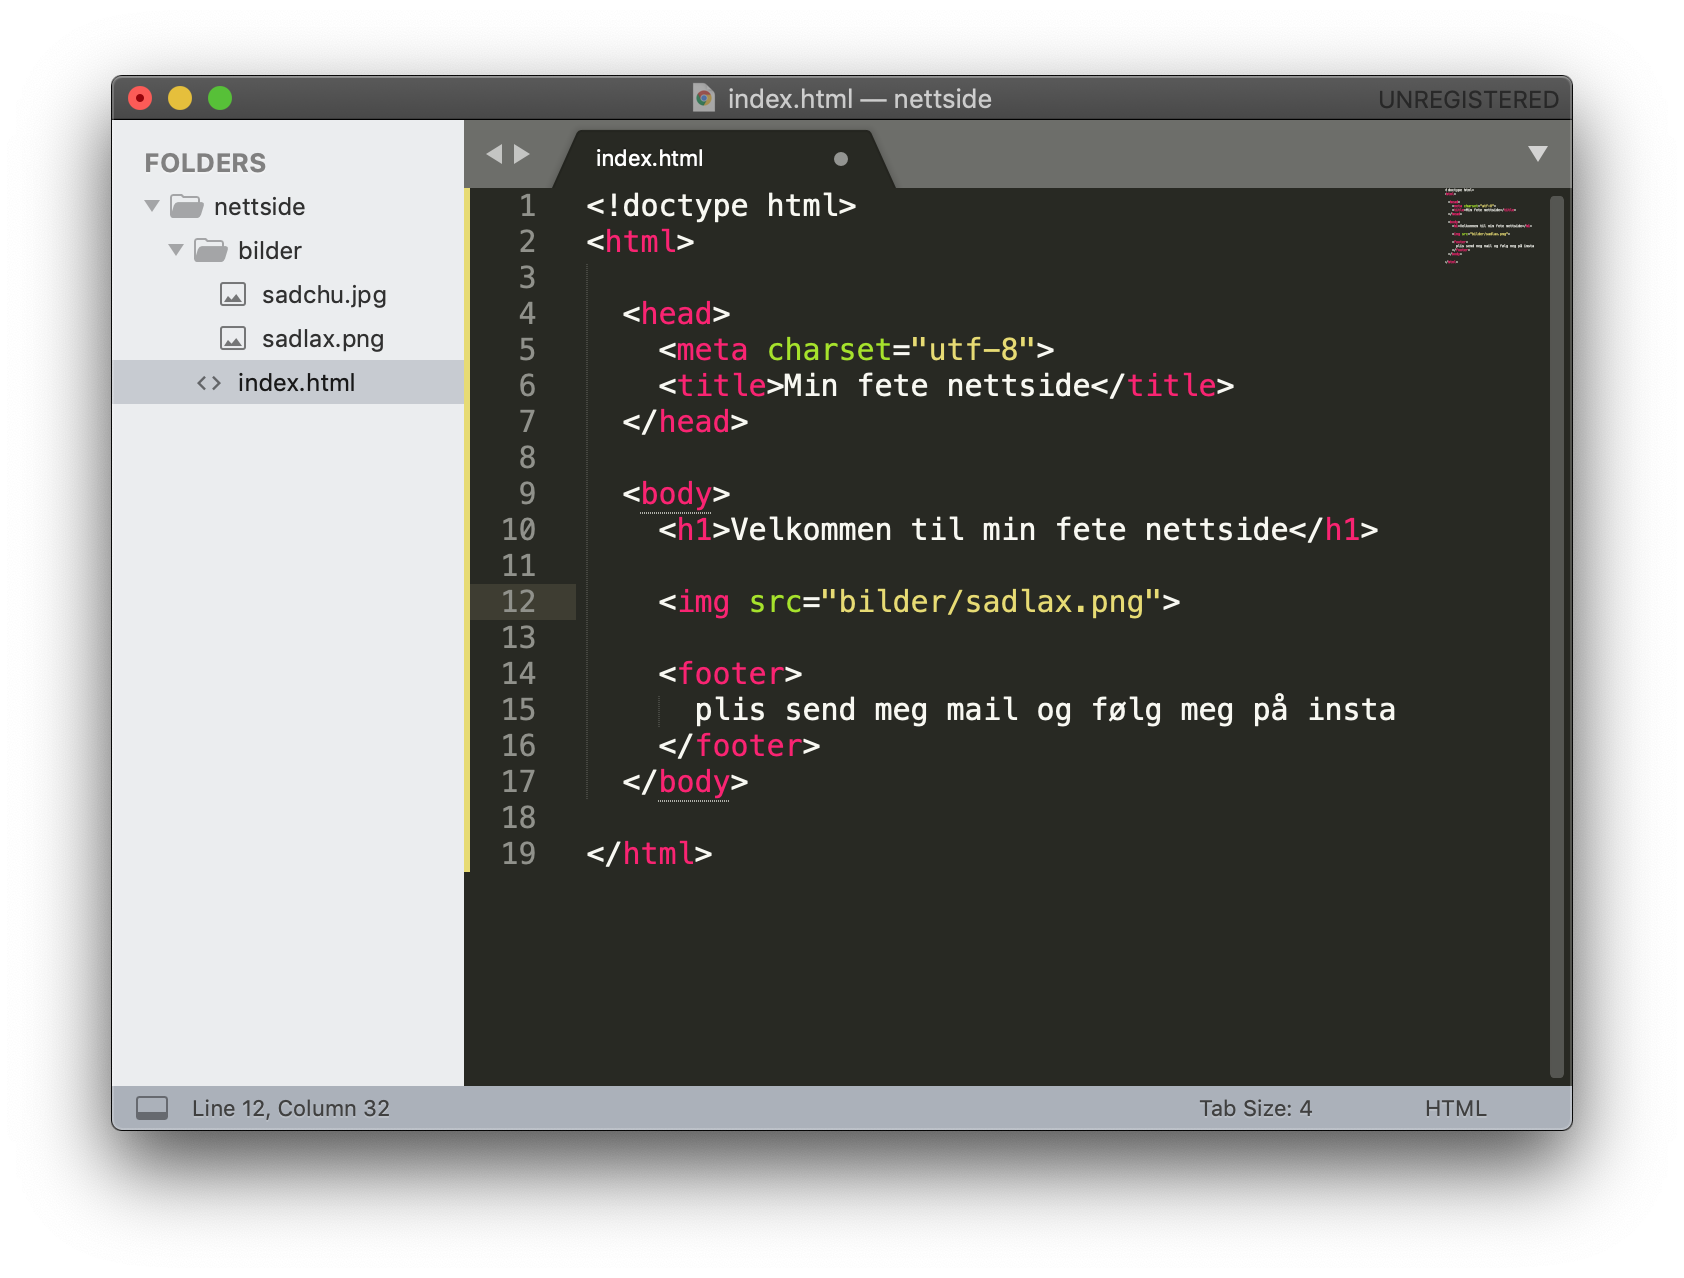 index.html — nettside
UNREGISTERED
FOLDERS
nettside
bilder
sadchu.jpg
sadlax.png
index.html
index.html
1 <!doctype html>
2 <html>
3
4 <head>
5 <meta charset="utf-8">
6 <title>Min fete nettside</title>
7 </head>
8
9 <body>
10 <h1>Velkommen til min fete nettside</h1>
11
12 <img src="bilder/sadlax.png">
13
14 <footer>
15 plis send meg mail og følg meg på insta
16 </footer>
17 </body>
18
19 </html>
Line 12, Column 32
Tab Size: 4
HTML